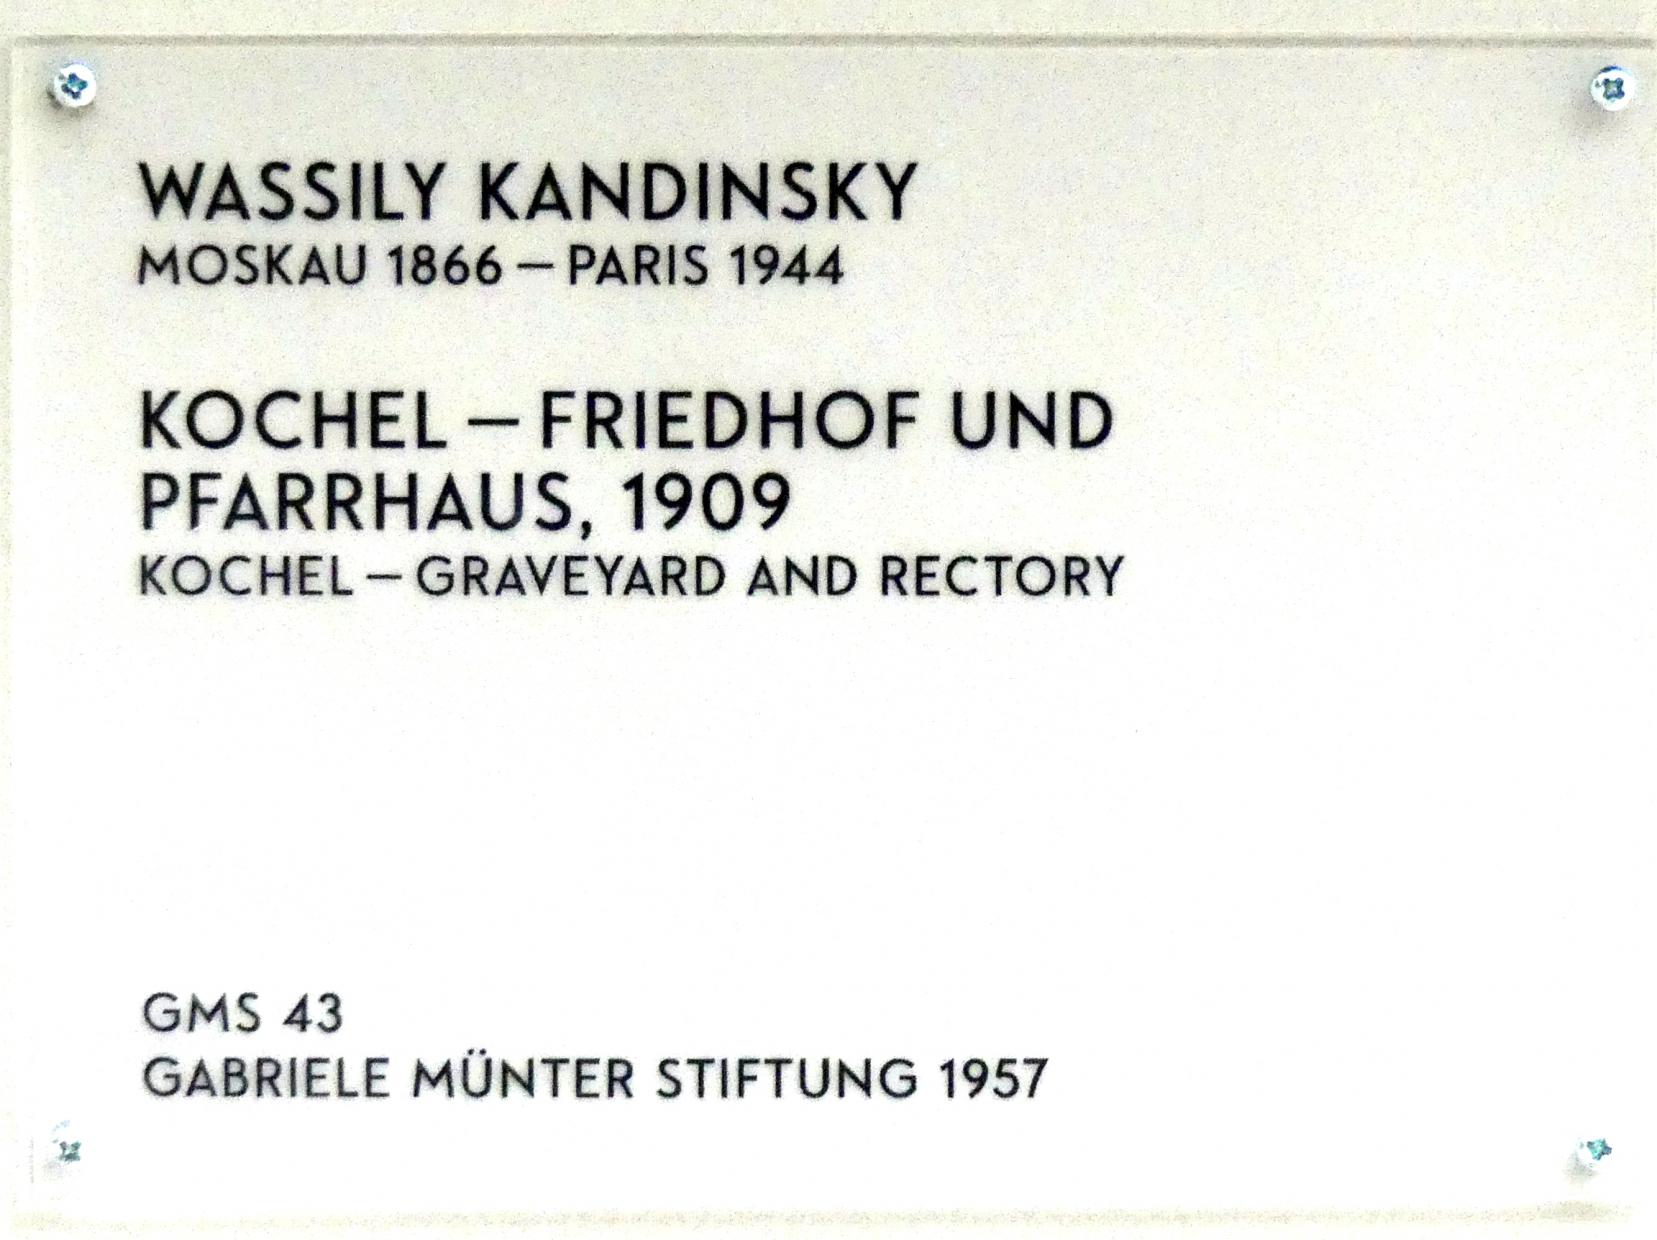 WASSILY KANDINSKY
MOSKAU 1866 – PARIS 1944
KOCHEL – FRIEDHOF UND
PFARRHAUS, 1909
KOCHEL – GRAVEYARD AND RECTORY
GMS 43
GABRIELE MÜNTER STIFTUNG 1957